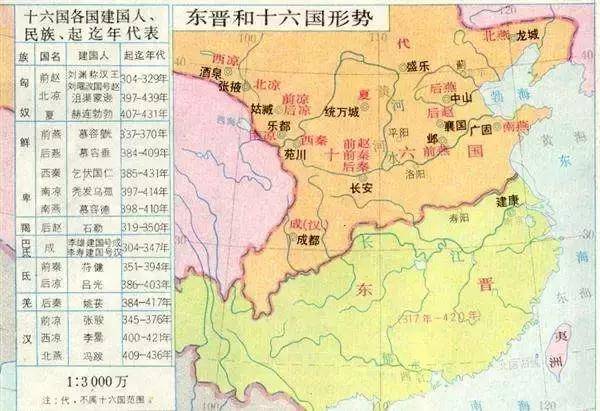 十六国各国建国人、
民族、起迄年代表
族 国名 建国人 起迄年代
匈奴 前赵 刘渊称汉王 刘曜改国号赵 304-329年
北凉 沮渠蒙逊 397-439年
夏 赫连勃勃 407-431年
鲜卑 前燕 慕容皝 337-370年
后燕 慕容垂 384-409年
西秦 乞伏国仁 385-431年
南凉 秃发乌孤 397-414年
南燕 慕容德 398-410年
羯 后赵 石勒 319-350年
巴氐 成 李雄建国号成 李寿建国号汉 304-347年
氐 前秦 苻健 351-394年
后凉 吕光 386-403年
羌 后秦 姚苌 384-417年
汉 前凉 张骏 345-376年
西凉 李暠 400-421年
北燕 冯跋 409-436年
1:3000万
注:代,不属十六国范围。
东晋和十六国形势
代
北燕
龙城
西凉
酒泉
张掖
北凉
盛乐
蓟
后燕
中山
渤海
姑臧
前凉
后凉
统万城
夏
黄河
平阳
襄国
广固
南燕
邺
前燕
黄海
西海
乐都
西秦
苑川
前赵
前秦
后秦
十六国
洛阳
长安
成(汉)
成都
寿阳
建康
长江
东晋
(317年-420年)
东海
夷洲
30
20
110
120